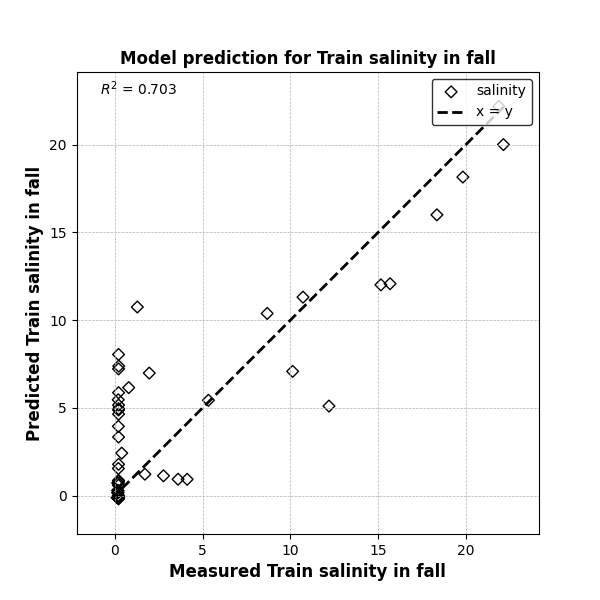 Model prediction for Train salinity in fall
R² = 0.703
salinity
x = y
20
15
10
5
0
0 5 10 15 20
Predicted Train salinity in fall
Measured Train salinity in fall